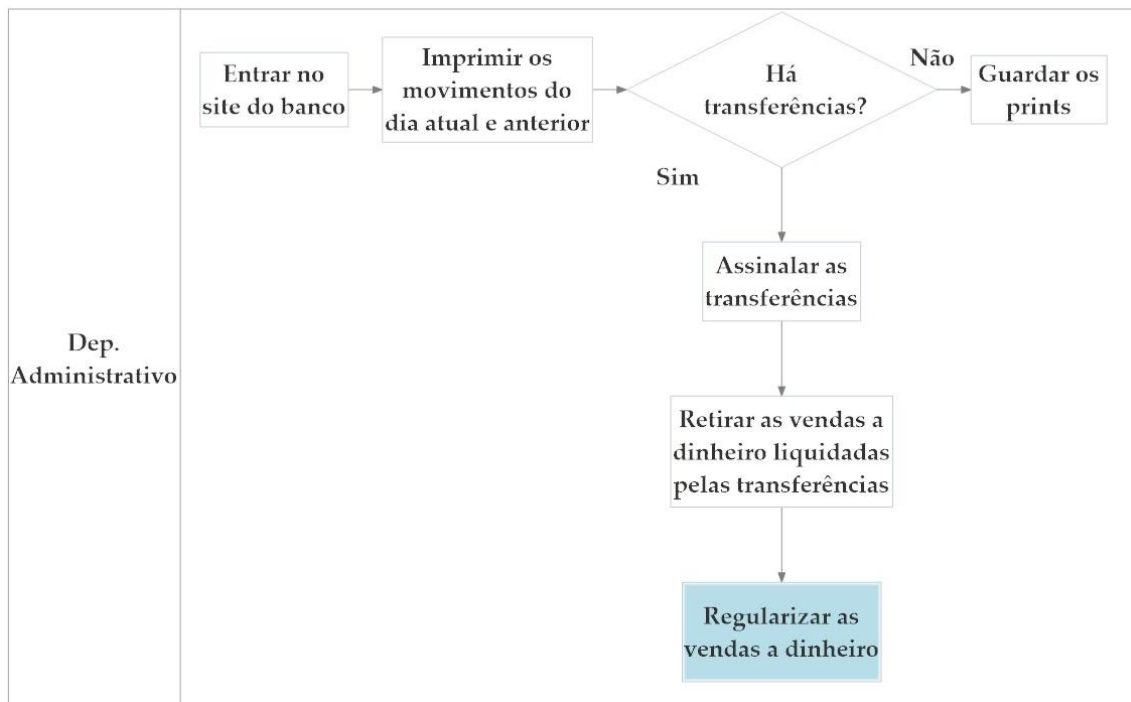 Dep.
Administrativo
Entrar no
site do banco
Imprimir os
movimentos do
dia atual e anterior
Há
transferências?
Não
Guardar os
prints
Sim
Assinalar as
transferências
Retirar as vendas a
dinheiro liquidadas
pelas transferências
Regularizar as
vendas a dinheiro